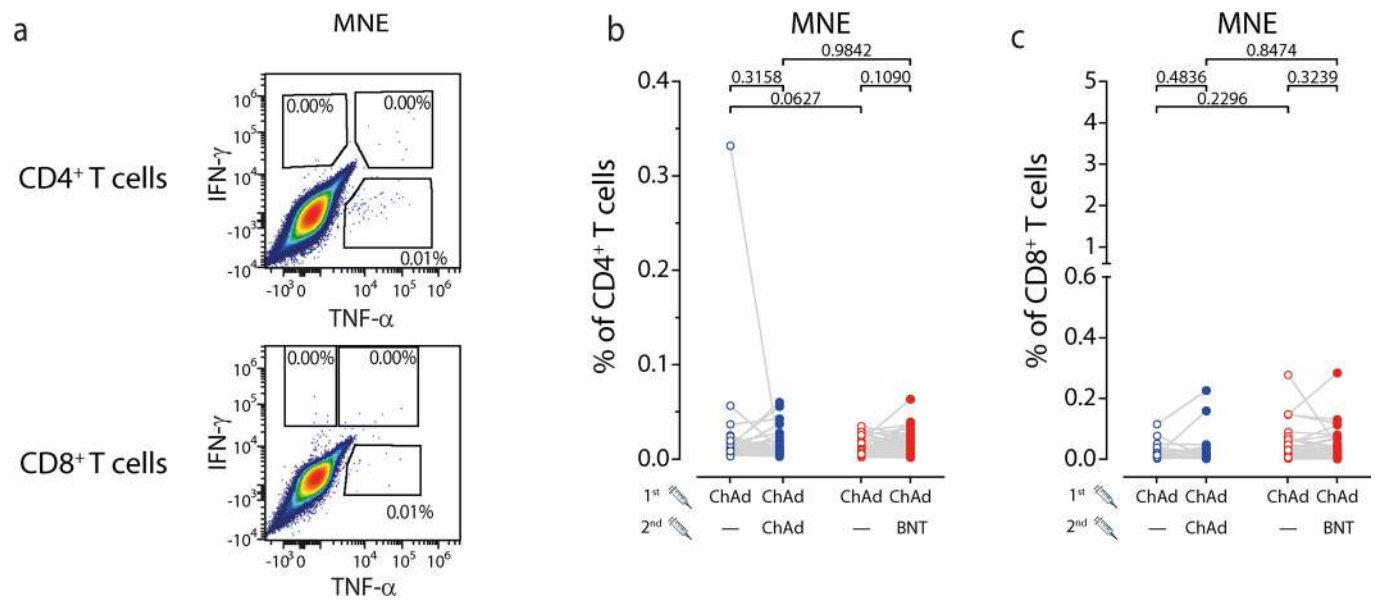 a
MNE
CD4+ T cells
IFN-γ
10⁶
10⁵
10⁴
-10³
-10⁴
0.00%
0.00%
0.01%
-10³ 0 10⁴ 10⁵ 10⁶
TNF-α
CD8+ T cells
IFN-γ
10⁶
10⁵
10⁴
-10³
-10⁴
0.00%
0.00%
0.01%
-10³ 0 10⁴ 10⁵ 10⁶
TNF-α
b
MNE
0.9842
0.3158
0.1090
0.0627
% of CD4⁺ T cells
0.4
0.3
0.2
0.1
0.0
1st ChAd ChAd ChAd ChAd
2nd — ChAd — BNT
c
MNE
0.8474
0.4836
0.3239
0.2296
% of CD8⁺ T cells
5
4
3
2
1
0.6
0.4
0.2
0.0
1st ChAd ChAd ChAd ChAd
2nd — ChAd — BNT